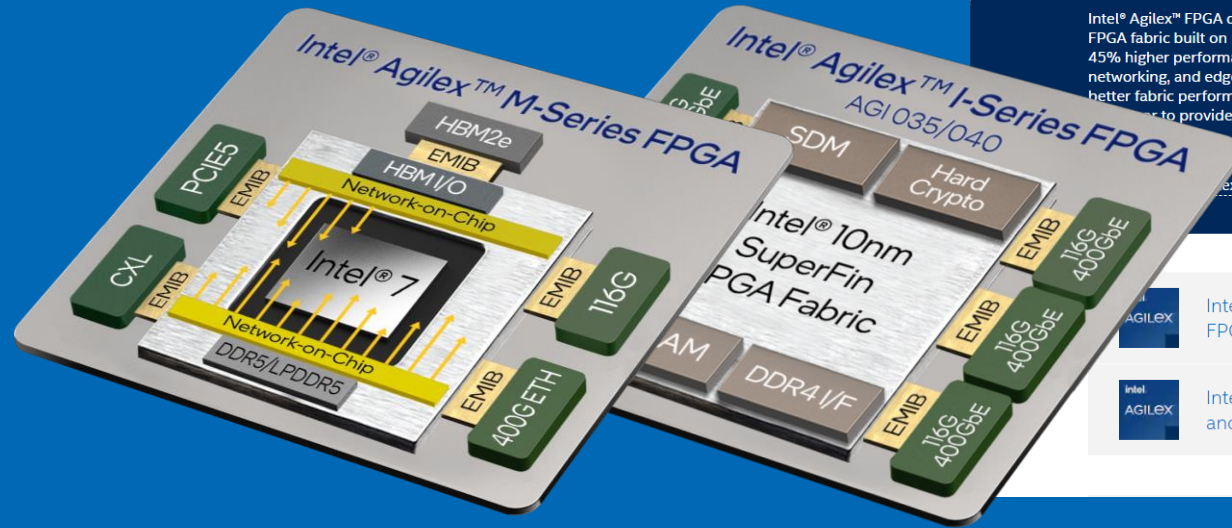 Intel® Agilex™ M-Series FPGA
HBM2e
EMIB
HBM I/O
Network-on-Chip
PCIE5
EMIB
CXL
EMIB
Intel® 7
EMIB
116G
Network-on-Chip
DDR5/LPDDR5
EMIB
400G ETH
Intel® Agilex™ I-Series FPGA
AGI 035/040
SDM
Hard
Crypto
Intel® 10nm
SuperFin
FPGA Fabric
DDR4 I/F
EMIB
116G
400GbE
EMIB
116G
400GbE
EMIB
116G
400GbE
Intel® Agilex™ FPGA
FPGA fabric built on
45% higher
networking, and
better fabric
to provide
AGILEX
intel
AGILEX